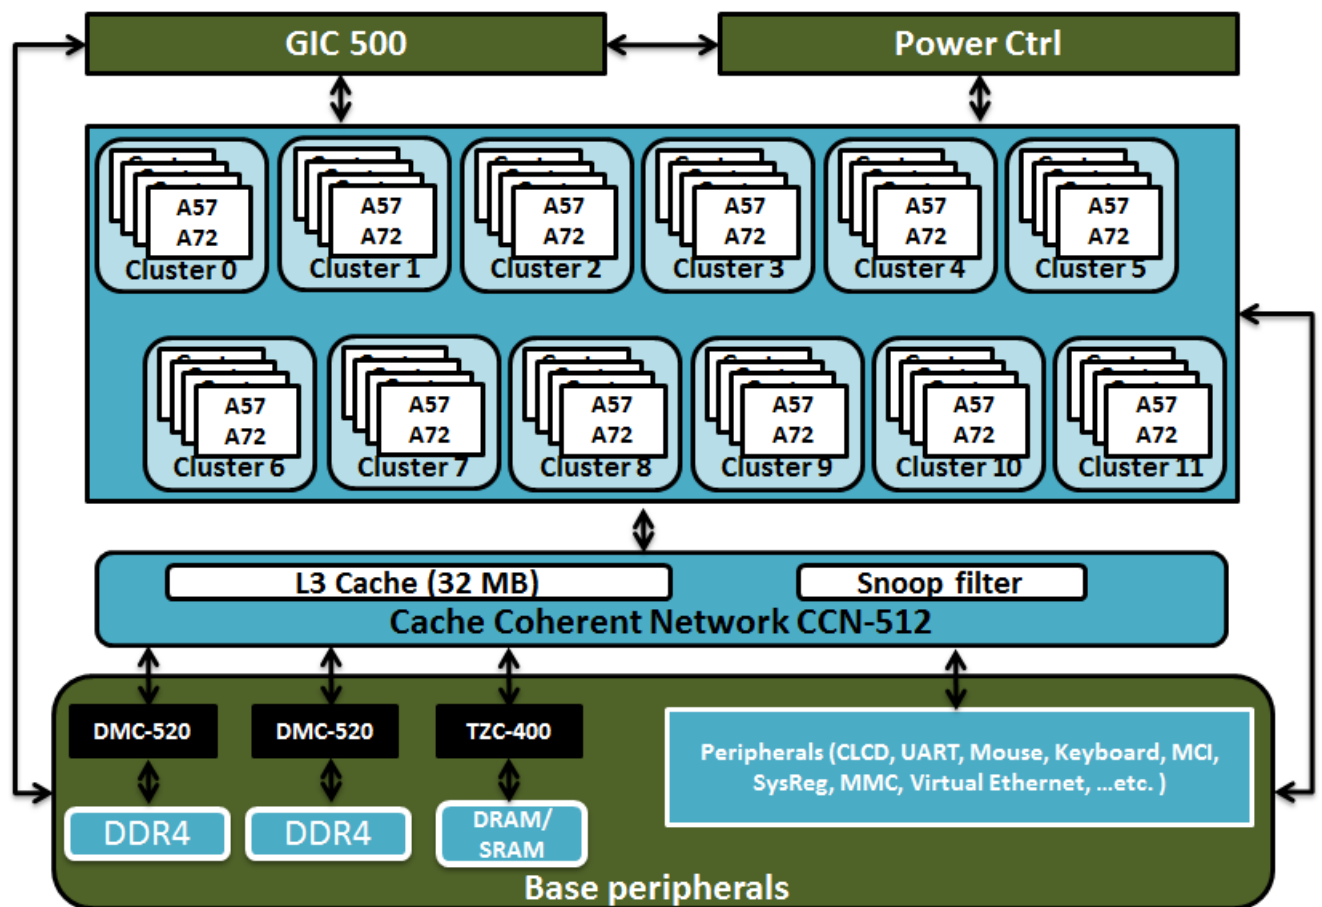 GIC 500
Power Ctrl
A57
A72
Cluster 0
A57
A72
Cluster 1
A57
A72
Cluster 2
A57
A72
Cluster 3
A57
A72
Cluster 4
A57
A72
Cluster 5
A57
A72
Cluster 6
A57
A72
Cluster 7
A57
A72
Cluster 8
A57
A72
Cluster 9
A57
A72
Cluster 10
A57
A72
Cluster 11
L3 Cache (32 MB)
Snoop filter
Cache Coherent Network CCN-512
DMC-520
DMC-520
TZC-400
Peripherals (CLCD, UART, Mouse, Keyboard, MCI,
SysReg, MMC, Virtual Ethernet, ...etc. )
DDR4
DDR4
DRAM/
SRAM
Base peripherals